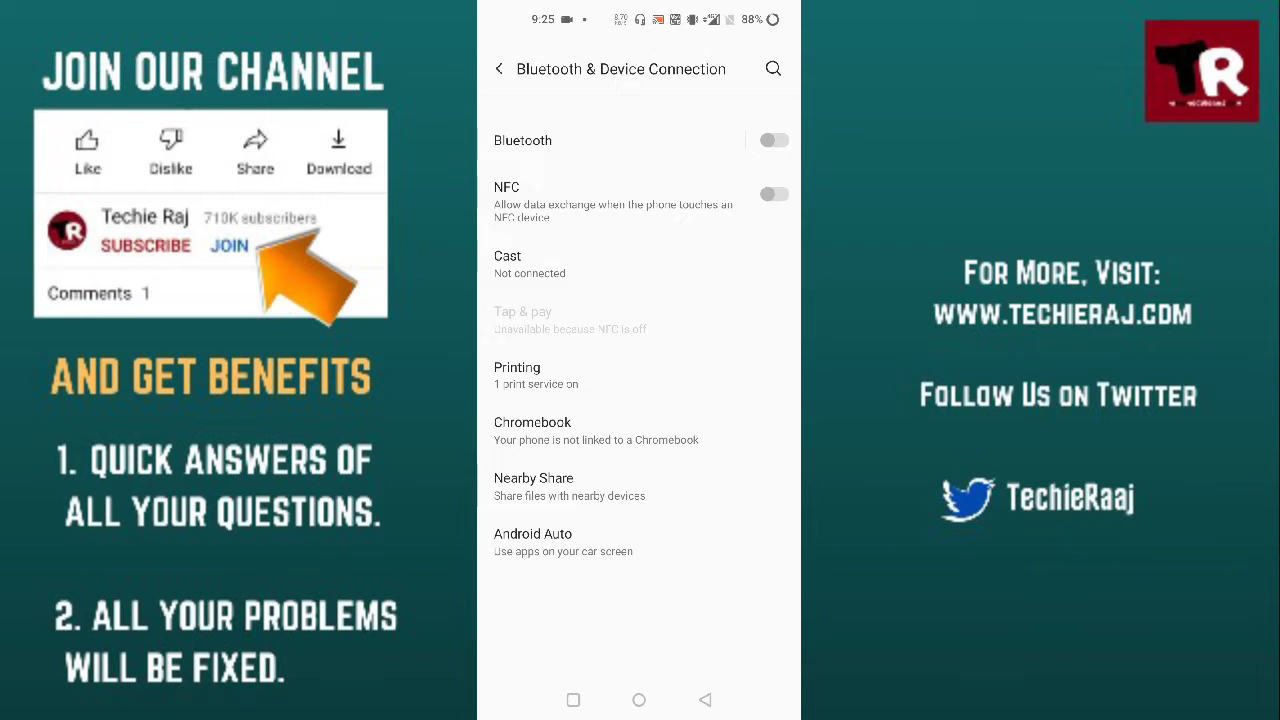 JOIN OUR CHANNEL
Like
Dislike
Share
Download
Techie Raj 710K subscribers
SUBSCRIBE JOIN
Comments 1
AND GET BENEFITS
1. QUICK ANSWERS OF
ALL YOUR QUESTIONS.
2. ALL YOUR PROBLEMS
WILL BE FIXED.
9:25
8.70
KB/S
88%
Bluetooth & Device Connection
Bluetooth
NFC
Allow data exchange when the phone touches an
NFC device
Cast
Not connected
Tap & pay
Unavailable because NFC is off
Printing
1 print service on
Chromebook
Your phone is not linked to a Chromebook
Nearby Share
Share files with nearby devices
Android Auto
Use apps on your car screen
TR
FOR MORE, VISIT:
WWW.TECHIERAJ.COM
FOLLOW US ON TWITTER
TechieRaaj